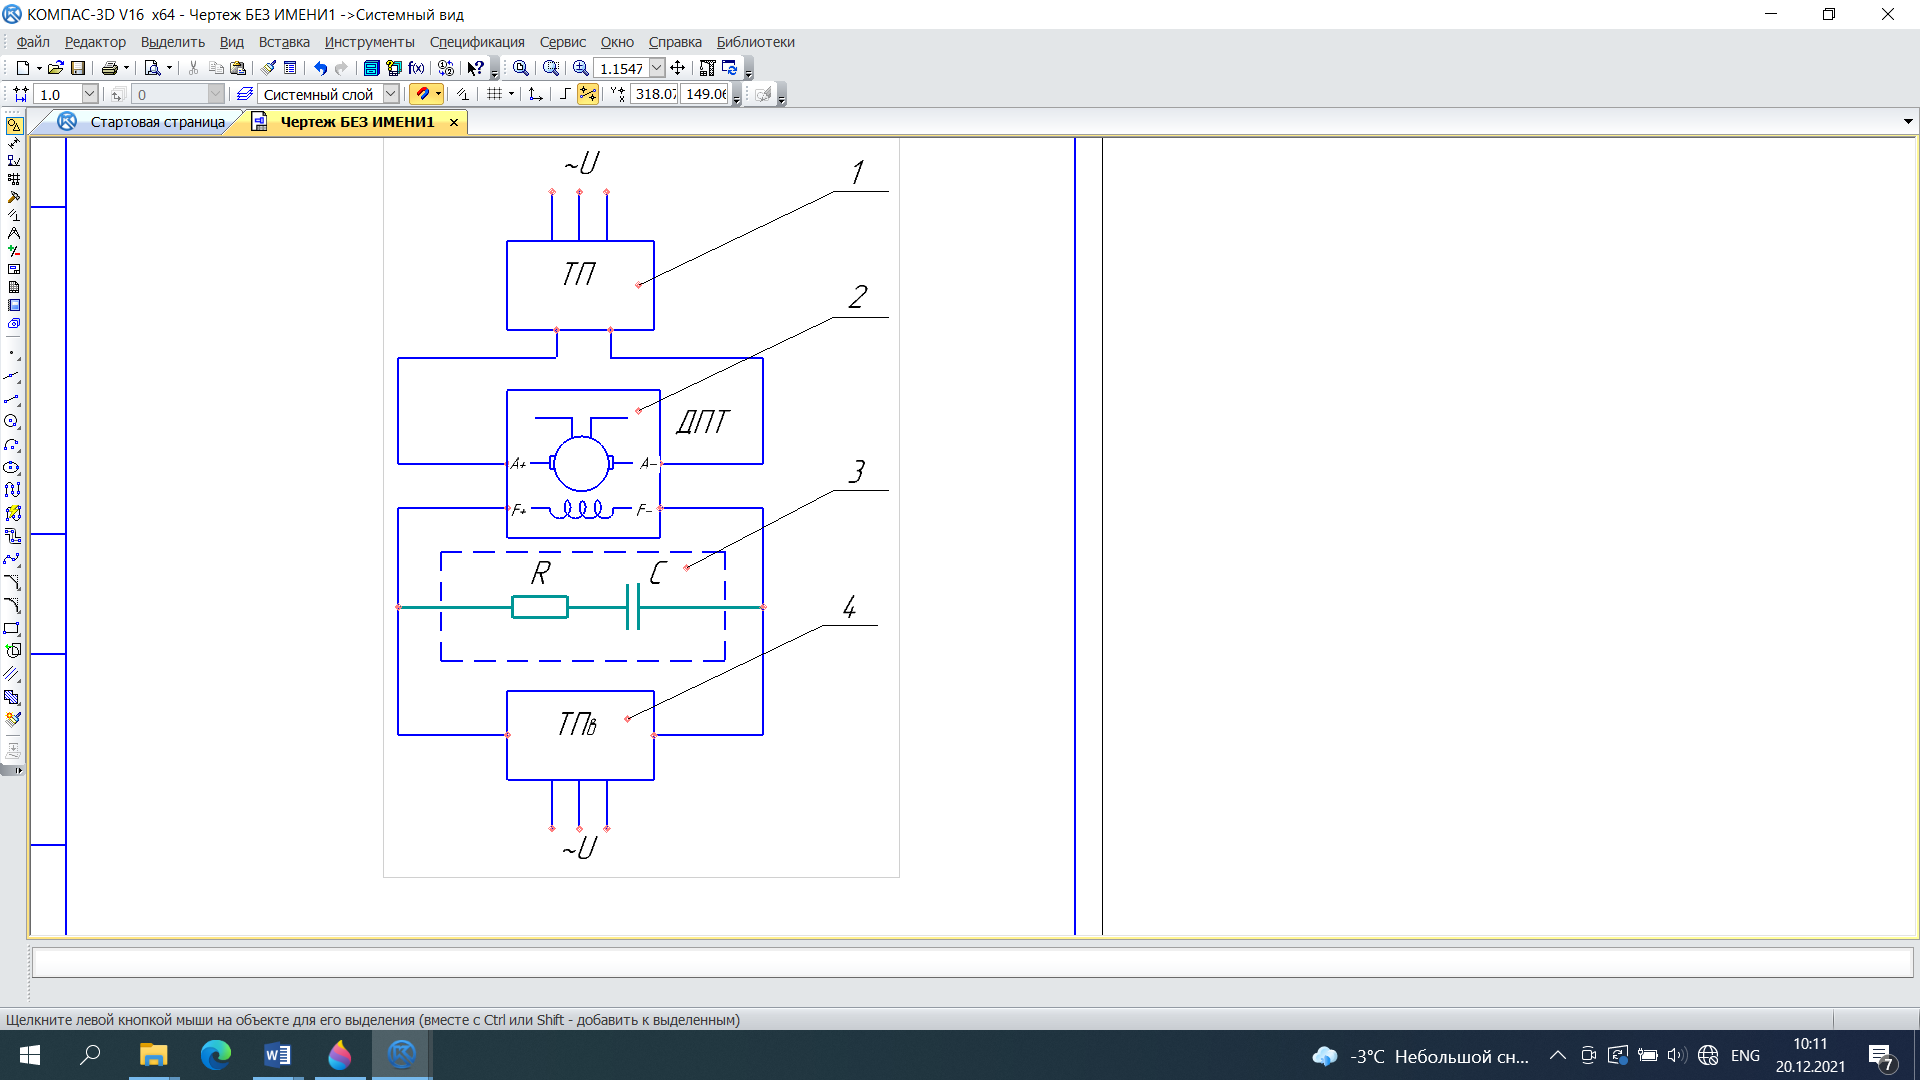 КОМПАС-3D V16  x64 - Чертеж БЕЗ ИМЕНИ1 ->Системный вид
Файл Редактор Выделить Вид Вставка Инструменты Спецификация Сервис Окно Справка Библиотеки
f(x) 1.1547
1.0 0 Системный слой 318.07 149.06
Стартовая страница Чертеж БЕЗ ИМЕНИ1
~U
1
ТП
2
ДПТ
A+ A-
3
F+ F-
R C
4
ТПв
~U
Щелкните левой кнопкой мыши на объекте для его выделения (вместе с Ctrl или Shift - добавить к выделенным)
-3°C Небольшой сн... ENG
10:11
20.12.2021
7